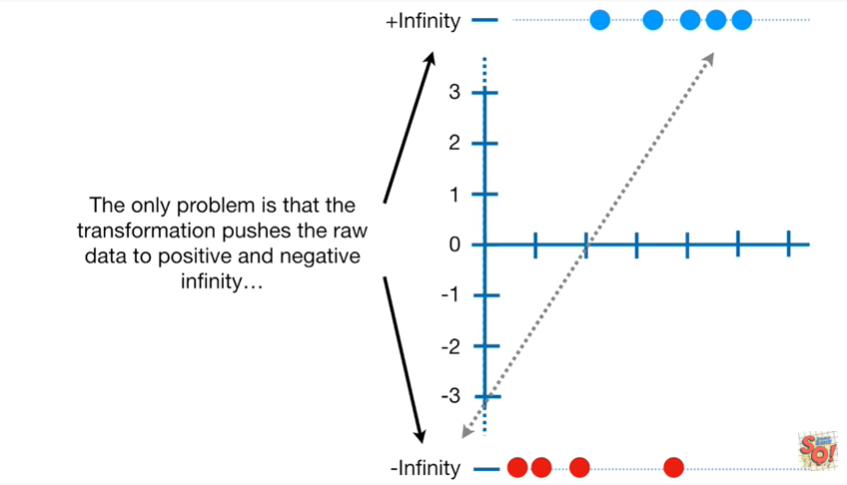 +Infinity
3
2
1
0
-1
-2
-3
-Infinity
The only problem is that the
transformation pushes the raw
data to positive and negative
infinity…